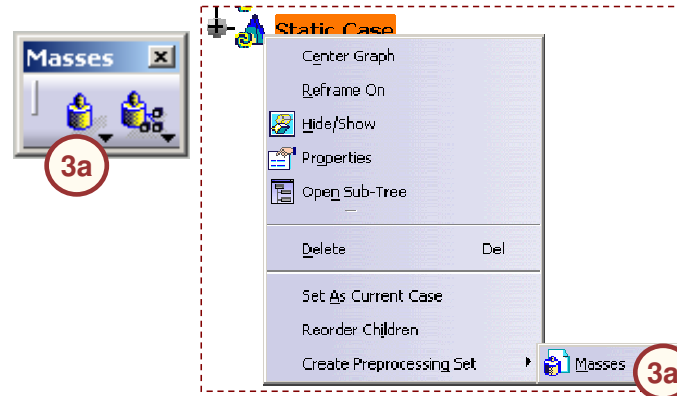 Masses
3a
Static Case
Center Graph
Reframe On
Hide/Show
Properties
Open Sub-Tree
Delete Del
Set As Current Case
Reorder Children
Create Preprocessing Set
Masses
3a